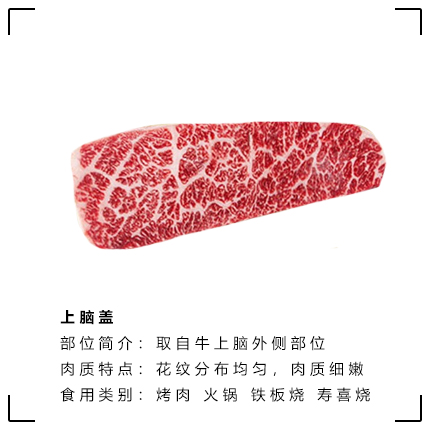 上脑盖
部位简介：取自牛上脑外侧部位
肉质特点：花纹分布均匀，肉质细嫩
食用类别：烤肉 火锅 铁板烧 寿喜烧